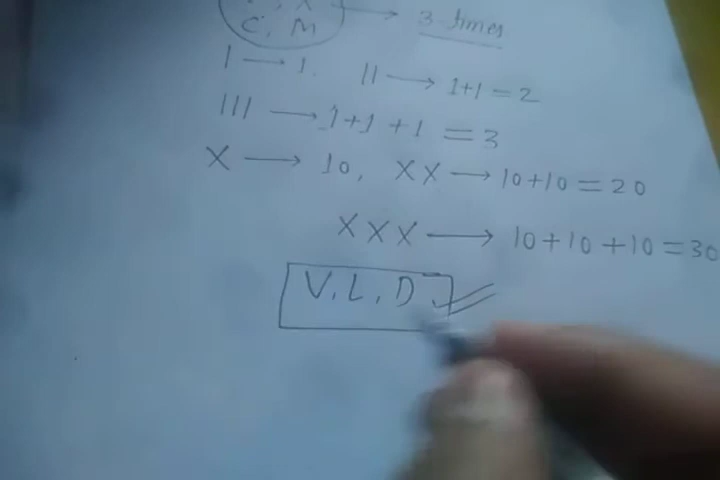 C, M → 3 times
I → 1. II → 1+1=2
III → 1+1+1=3
X → 10, XX → 10+10=20
XXX → 10+10+10=30
V, L, D